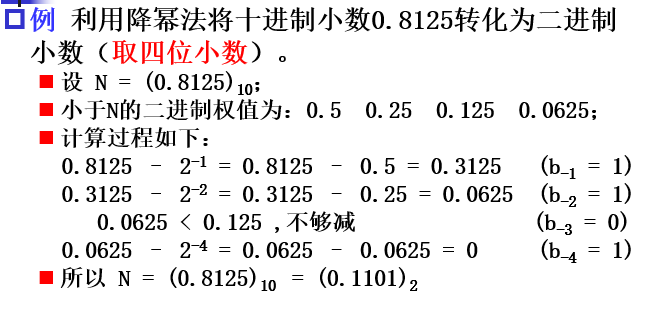 例 利用降幂法将十进制小数0.8125转化为二进制
小数（取四位小数）。
设 N = (0.8125)₁₀;
小于N的二进制权值为：0.5 0.25 0.125 0.0625;
计算过程如下：
0.8125 - 2⁻¹ = 0.8125 - 0.5 = 0.3125 (b₋₁ = 1)
0.3125 - 2⁻² = 0.3125 - 0.25 = 0.0625 (b₋₂ = 1)
0.0625 < 0.125 ,不够减 (b₋₃ = 0)
0.0625 - 2⁻⁴ = 0.0625 - 0.0625 = 0 (b₋₄ = 1)
所以 N = (0.8125)₁₀ = (0.1101)₂